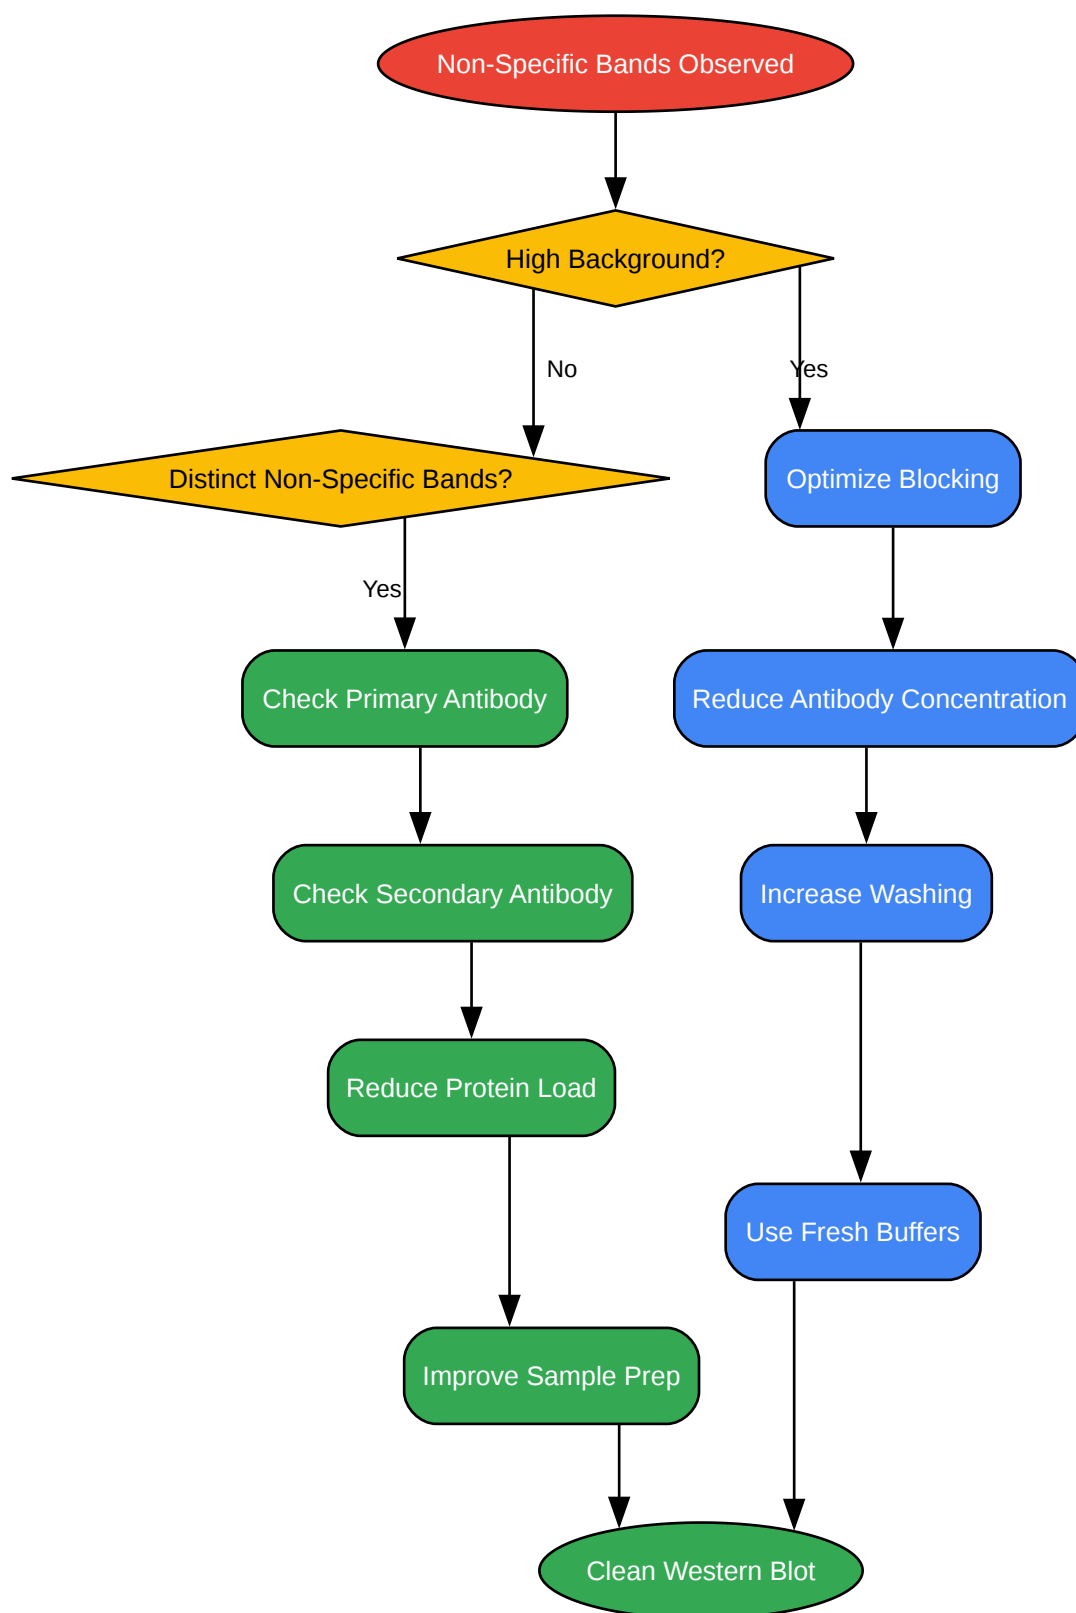 Non-Specific Bands Observed
High Background?
No
Yes
Distinct Non-Specific Bands?
Optimize Blocking
Yes
Check Primary Antibody
Reduce Antibody Concentration
Check Secondary Antibody
Increase Washing
Reduce Protein Load
Use Fresh Buffers
Improve Sample Prep
Clean Western Blot